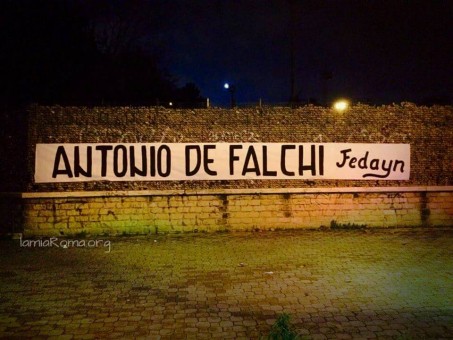 ANTONIO DE FALCHI Fedayn
lamiaRoma.org